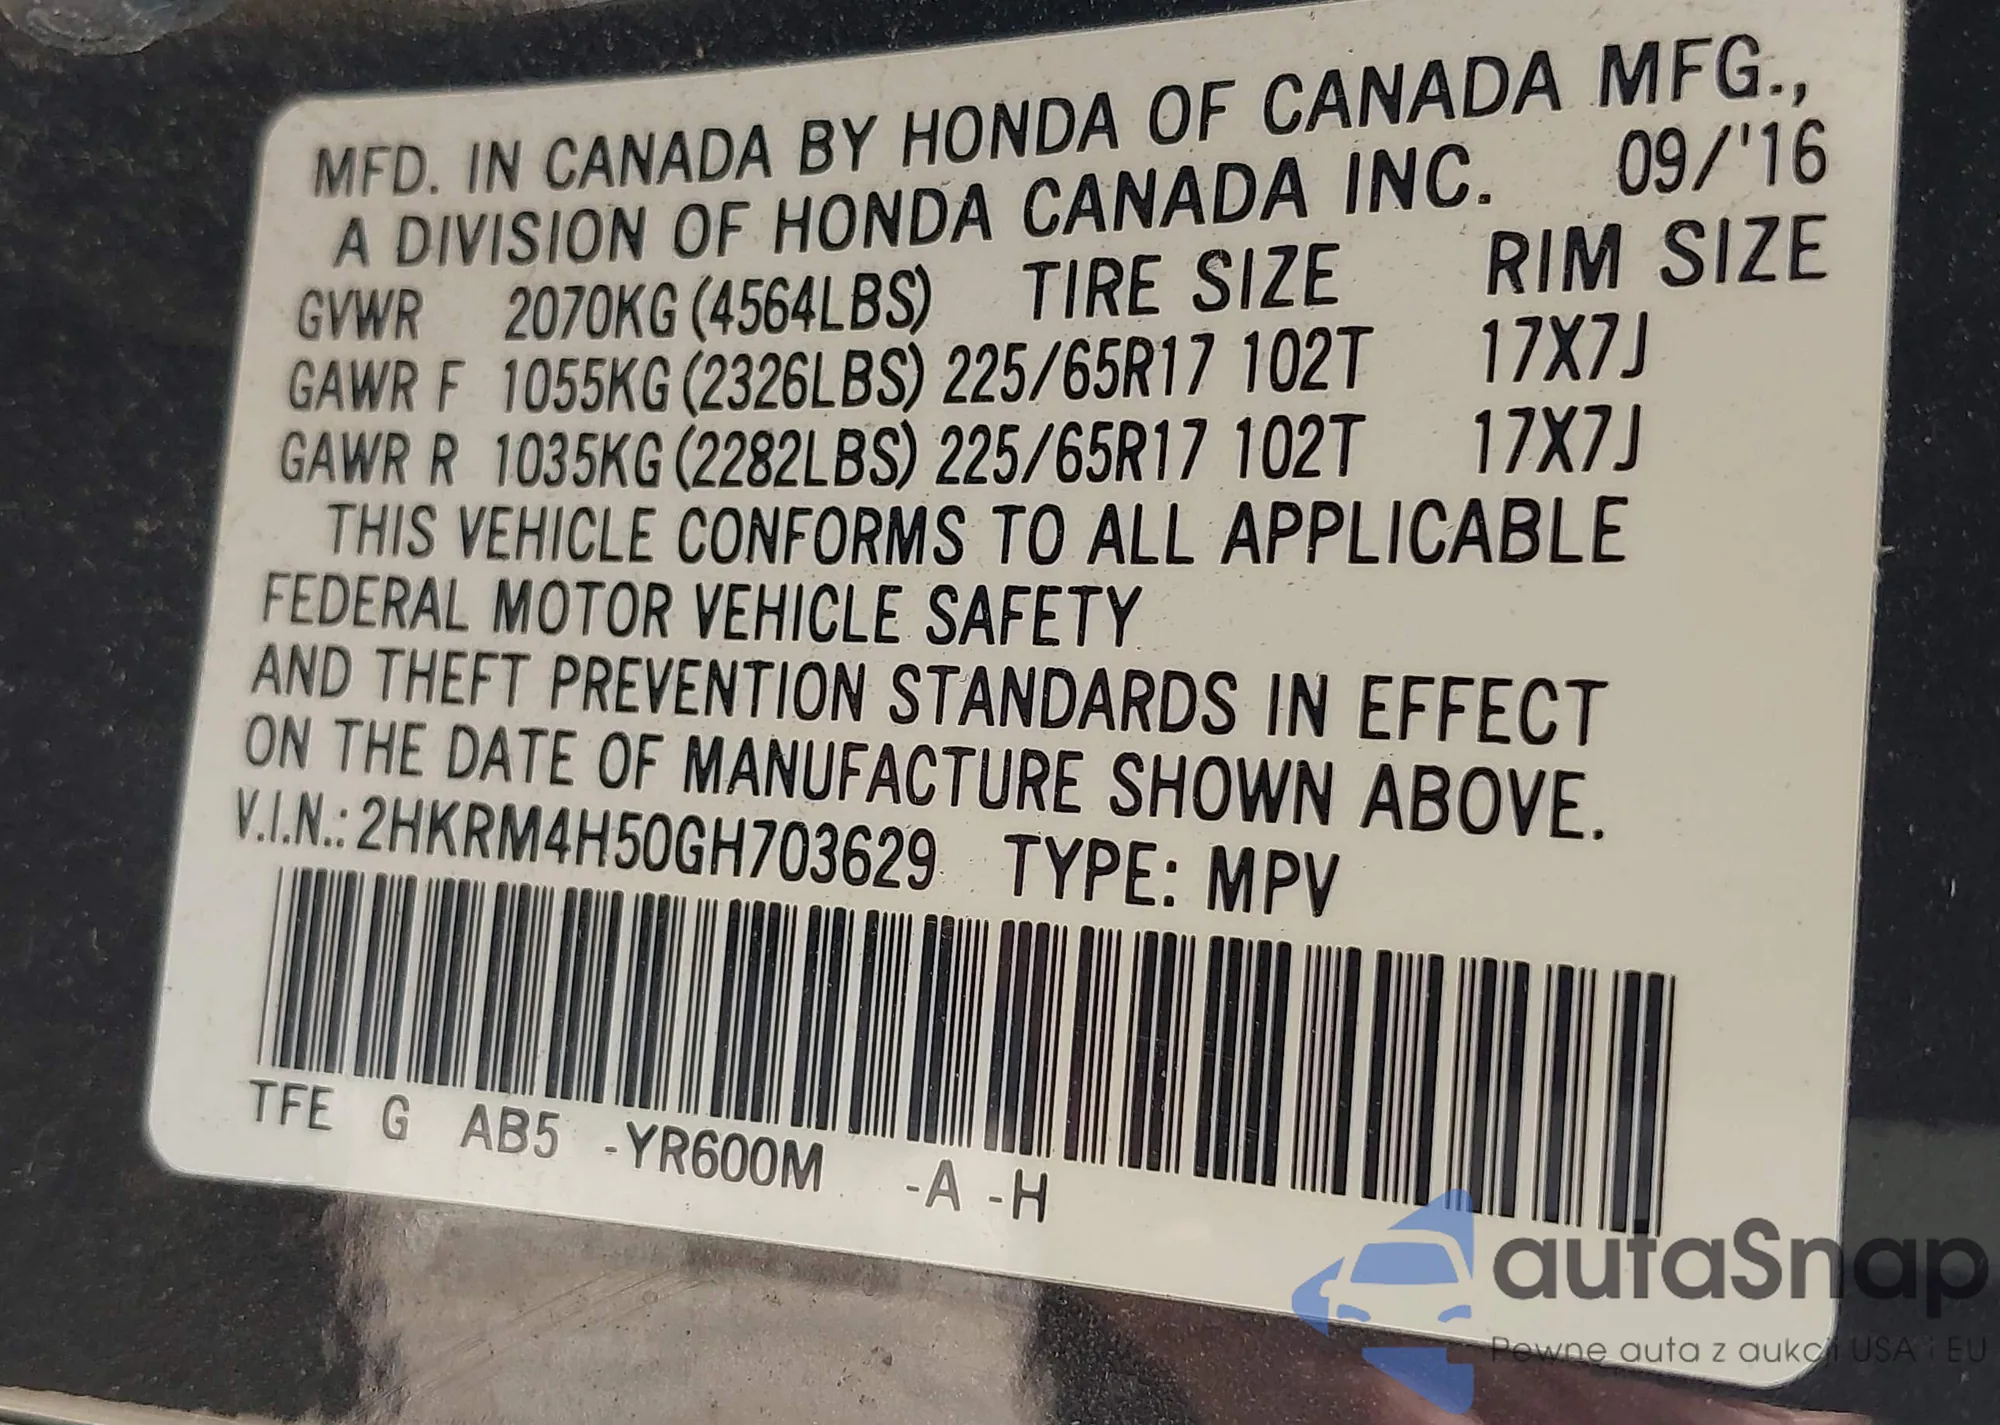 MFD. IN CANADA BY HONDA OF CANADA MFG.,
A DIVISION OF HONDA CANADA INC. 09/'16
GVWR 2070KG (4564LBS) TIRE SIZE RIM SIZE
GAWR F 1055KG (2326LBS) 225/65R17 102T 17X7J
GAWR R 1035KG (2282LBS) 225/65R17 102T 17X7J
THIS VEHICLE CONFORMS TO ALL APPLICABLE
FEDERAL MOTOR VEHICLE SAFETY
AND THEFT PREVENTION STANDARDS IN EFFECT
ON THE DATE OF MANUFACTURE SHOWN ABOVE.
V.I.N.: 2HKRM4H50GH703629 TYPE: MPV
TFE G AB5 -YR600M -A -H
autaSnap
Pewne auta z aukcji USA i EU